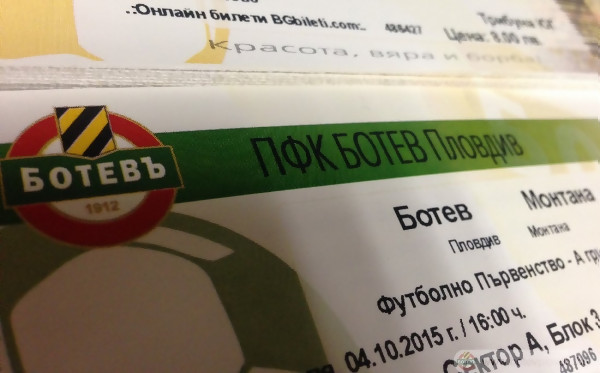 .:Онлайн билети BGbileti.com:. 486427 Трибуна ЮГ
Цена: 8.00 лв.
Красота, вяра и борба!
БОТЕВЪ
1912
ПФК БОТЕВ Пловдив
Ботев Монтана
Пловдив Монтана
Футболно Първенство - А гру
04.10.2015 г. / 16:00 ч.
Сектор А, Блок 3
487096